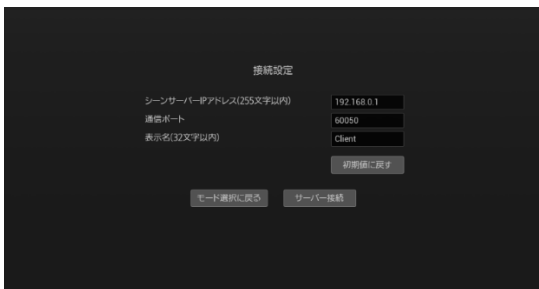 接続設定
シーンサーバーIPアドレス(255文字以内) 192.168.0.1
通信ポート 60050
表示名(32文字以内) Client
初期値に戻す
モード選択に戻る サーバー接続